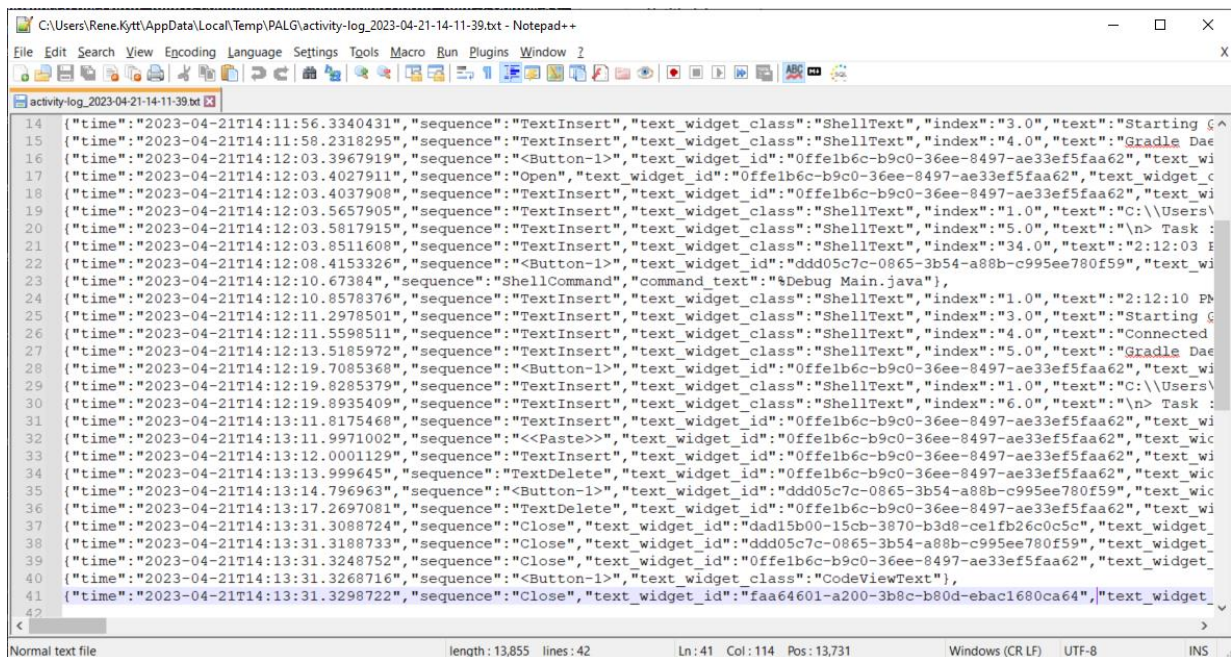 C:\Users\Rene.Kytt\AppData\Local\Temp\PALG\activity-log_2023-04-21-14-11-39.txt - Notepad++
File Edit Search View Encoding Language Settings Tools Macro Run Plugins Window ?
X
ABC
activity-log_2023-04-21-14-11-39.txt
14 {"time":"2023-04-21T14:11:56.3340431","sequence":"TextInsert","text_widget_class":"ShellText","index":"3.0","text":"Starting G
15 {"time":"2023-04-21T14:11:58.2318295","sequence":"TextInsert","text_widget_class":"ShellText","index":"4.0","text":"Gradle Dae
16 {"time":"2023-04-21T14:12:03.3967919","sequence":"<Button-1>","text_widget_id":"0ffe1b6c-b9c0-36ee-8497-ae33ef5faa62","text_wi
17 {"time":"2023-04-21T14:12:03.4027911","sequence":"Open","text_widget_id":"0ffe1b6c-b9c0-36ee-8497-ae33ef5faa62","text_widget_c
18 {"time":"2023-04-21T14:12:03.4037908","sequence":"TextInsert","text_widget_id":"0ffe1b6c-b9c0-36ee-8497-ae33ef5faa62","text_wi
19 {"time":"2023-04-21T14:12:03.5657905","sequence":"TextInsert","text_widget_class":"ShellText","index":"1.0","text":"C:\\Users\
20 {"time":"2023-04-21T14:12:03.5817915","sequence":"TextInsert","text_widget_class":"ShellText","index":"5.0","text":"\n> Task :
21 {"time":"2023-04-21T14:12:03.8511608","sequence":"TextInsert","text_widget_class":"ShellText","index":"34.0","text":"2:12:03 P
22 {"time":"2023-04-21T14:12:08.4153326","sequence":"<Button-1>","text_widget_id":"ddd05c7c-0865-3b54-a88b-c995ee780f59","text_wi
23 {"time":"2023-04-21T14:12:10.67384","sequence":"ShellCommand","command_text":"%Debug Main.java"},
24 {"time":"2023-04-21T14:12:10.8578376","sequence":"TextInsert","text_widget_class":"ShellText","index":"1.0","text":"2:12:10 PM
25 {"time":"2023-04-21T14:12:11.2978501","sequence":"TextInsert","text_widget_class":"ShellText","index":"3.0","text":"Starting G
26 {"time":"2023-04-21T14:12:11.5598511","sequence":"TextInsert","text_widget_class":"ShellText","index":"4.0","text":"Connected
27 {"time":"2023-04-21T14:12:13.5185972","sequence":"TextInsert","text_widget_class":"ShellText","index":"5.0","text":"Gradle Dae
28 {"time":"2023-04-21T14:12:19.7085368","sequence":"<Button-1>","text_widget_id":"0ffe1b6c-b9c0-36ee-8497-ae33ef5faa62","text_wi
29 {"time":"2023-04-21T14:12:19.8285379","sequence":"TextInsert","text_widget_class":"ShellText","index":"1.0","text":"C:\\Users\
30 {"time":"2023-04-21T14:12:19.8935409","sequence":"TextInsert","text_widget_class":"ShellText","index":"6.0","text":"\n> Task :
31 {"time":"2023-04-21T14:13:11.8175468","sequence":"TextInsert","text_widget_id":"0ffe1b6c-b9c0-36ee-8497-ae33ef5faa62","text_wi
32 {"time":"2023-04-21T14:13:11.9971002","sequence":"<<Paste>>","text_widget_id":"0ffe1b6c-b9c0-36ee-8497-ae33ef5faa62","text_wid
33 {"time":"2023-04-21T14:13:12.0001129","sequence":"TextInsert","text_widget_id":"0ffe1b6c-b9c0-36ee-8497-ae33ef5faa62","text_wi
34 {"time":"2023-04-21T14:13:13.999645","sequence":"TextDelete","text_widget_id":"0ffe1b6c-b9c0-36ee-8497-ae33ef5faa62","text_wid
35 {"time":"2023-04-21T14:13:14.796963","sequence":"<Button-1>","text_widget_id":"ddd05c7c-0865-3b54-a88b-c995ee780f59","text_wid
36 {"time":"2023-04-21T14:13:17.2697081","sequence":"TextDelete","text_widget_id":"0ffe1b6c-b9c0-36ee-8497-ae33ef5faa62","text_wi
37 {"time":"2023-04-21T14:13:31.3088724","sequence":"Close","text_widget_id":"dad15b00-15cb-3870-b3d8-ce1fb26c0c5c","text_widget_
38 {"time":"2023-04-21T14:13:31.3188733","sequence":"Close","text_widget_id":"ddd05c7c-0865-3b54-a88b-c995ee780f59","text_widget_
39 {"time":"2023-04-21T14:13:31.3248752","sequence":"Close","text_widget_id":"0ffe1b6c-b9c0-36ee-8497-ae33ef5faa62","text_widget_
40 {"time":"2023-04-21T14:13:31.3268716","sequence":"<Button-1>","text_widget_class":"CodeViewText"},
41 {"time":"2023-04-21T14:13:31.3298722","sequence":"Close","text_widget_id":"faa64601-a200-3b8c-b80d-ebac1680ca64","text_widget_
42
Normal text file length : 13,855 lines : 42 Ln : 41 Col : 114 Pos : 13,731 Windows (CR LF) UTF-8 INS